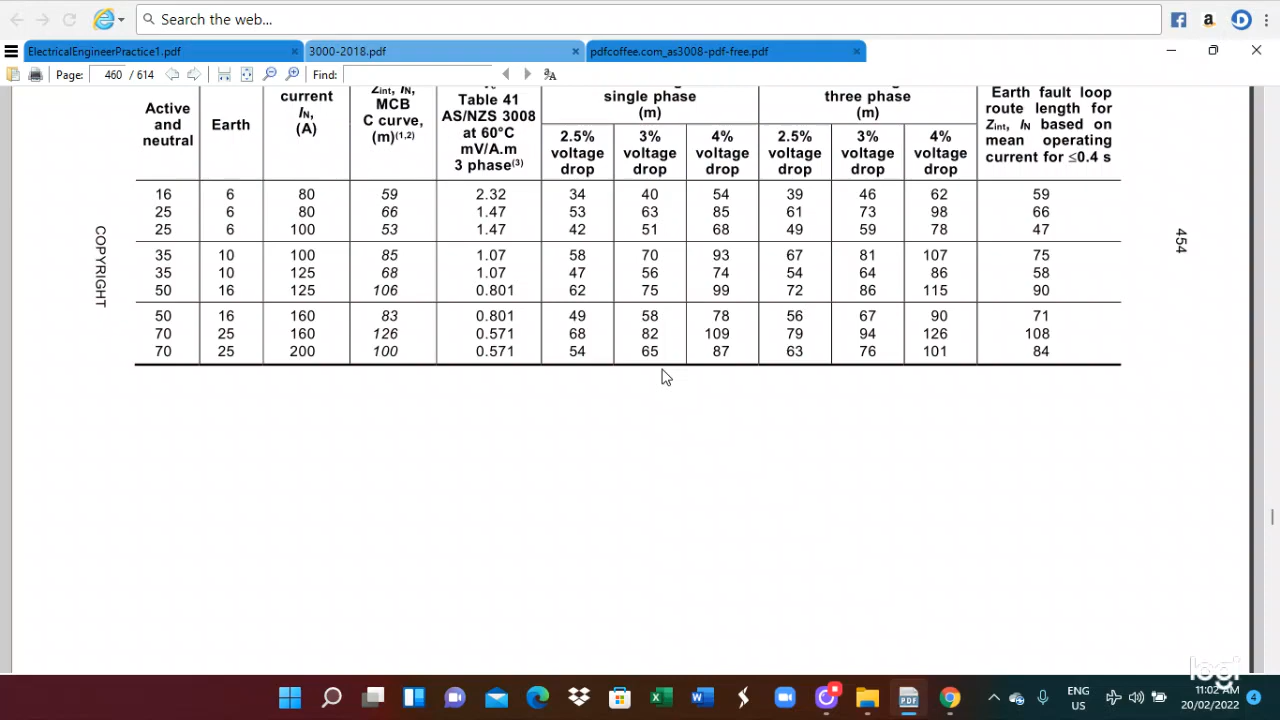 Search the web...
ElectricalEngineerPractice1.pdf
3000-2018.pdf
pdfcoffee.com_as3008-pdf-free.pdf
Page: 460 / 614 Find:
Active and neutral
Earth
current
IN,
(A)
Zint, IN,
MCB
C curve,
(m)(1,2)
Table 41
AS/NZS 3008
at 60°C
mV/A.m
3 phase(3)
single phase
(m)
2.5% voltage drop
3% voltage drop
4% voltage drop
three phase
(m)
2.5% voltage drop
3% voltage drop
4% voltage drop
Earth fault loop
route length for
Zint, IN based on
mean operating
current for ≤0.4 s
16 6 80 59 2.32 34 40 54 39 46 62 59
25 6 80 66 1.47 53 63 85 61 73 98 66
25 6 100 53 1.47 42 51 68 49 59 78 47
35 10 100 85 1.07 58 70 93 67 81 107 75
35 10 125 68 1.07 47 56 74 54 64 86 58
50 16 125 106 0.801 62 75 99 72 86 115 90
50 16 160 83 0.801 49 58 78 56 67 90 71
70 25 160 126 0.571 68 82 109 79 94 126 108
70 25 200 100 0.571 54 65 87 63 76 101 84
COPYRIGHT
454
logi
ENG
US
11:02 AM
20/02/2022
4